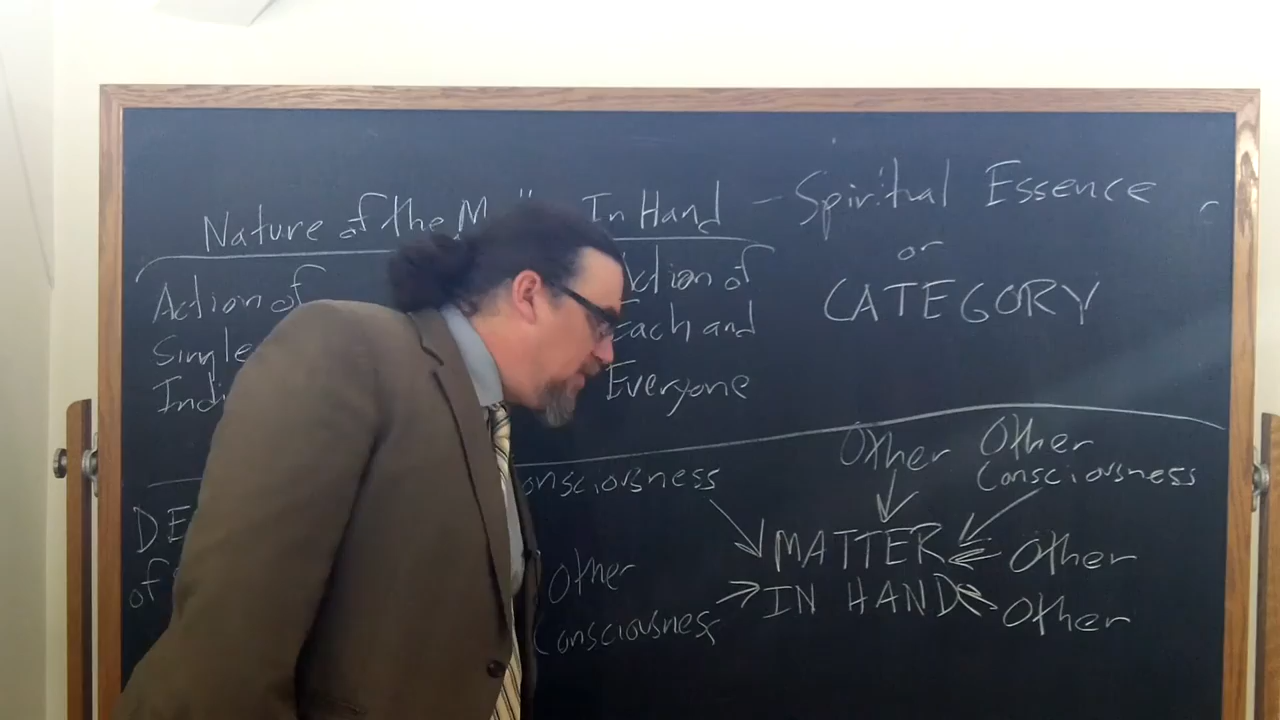 Nature of the M In Hand – Spiritual Essence
or
CATEGORY
Action of
Single
Indi
ction of
Each and
Everyone
DE
of
onsciousness
Other
Consciousness
Other
Other
Consciousness
MATTER
IN HAND
Other
Other